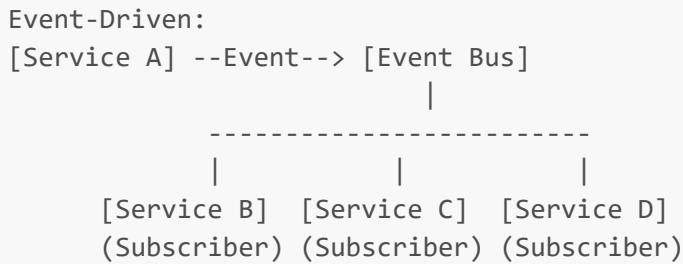 Event-Driven:
[Service A] --Event--> [Event Bus]
                           |
             -------------------------
             |           |           |
      [Service B]  [Service C]  [Service D]
      (Subscriber) (Subscriber) (Subscriber)